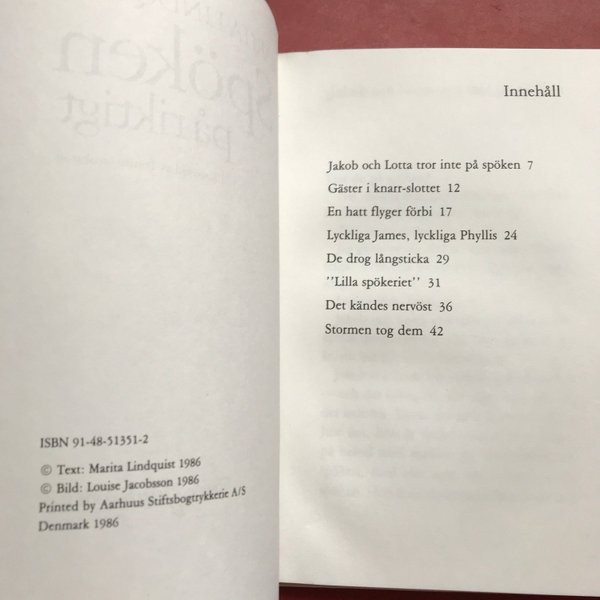 ISBN 91-48-51351-2
© Text: Marita Lindquist 1986
© Bild: Louise Jacobsson 1986
Printed by Aarhuus Stiftsbogtrykkerie A/S
Denmark 1986
Innehåll
Jakob och Lotta tror inte på spöken 7
Gäster i knarr-slottet 12
En hatt flyger förbi 17
Lyckliga James, lyckliga Phyllis 24
De drog långsticka 29
"Lilla spökeriet" 31
Det kändes nervöst 36
Stormen tog dem 42